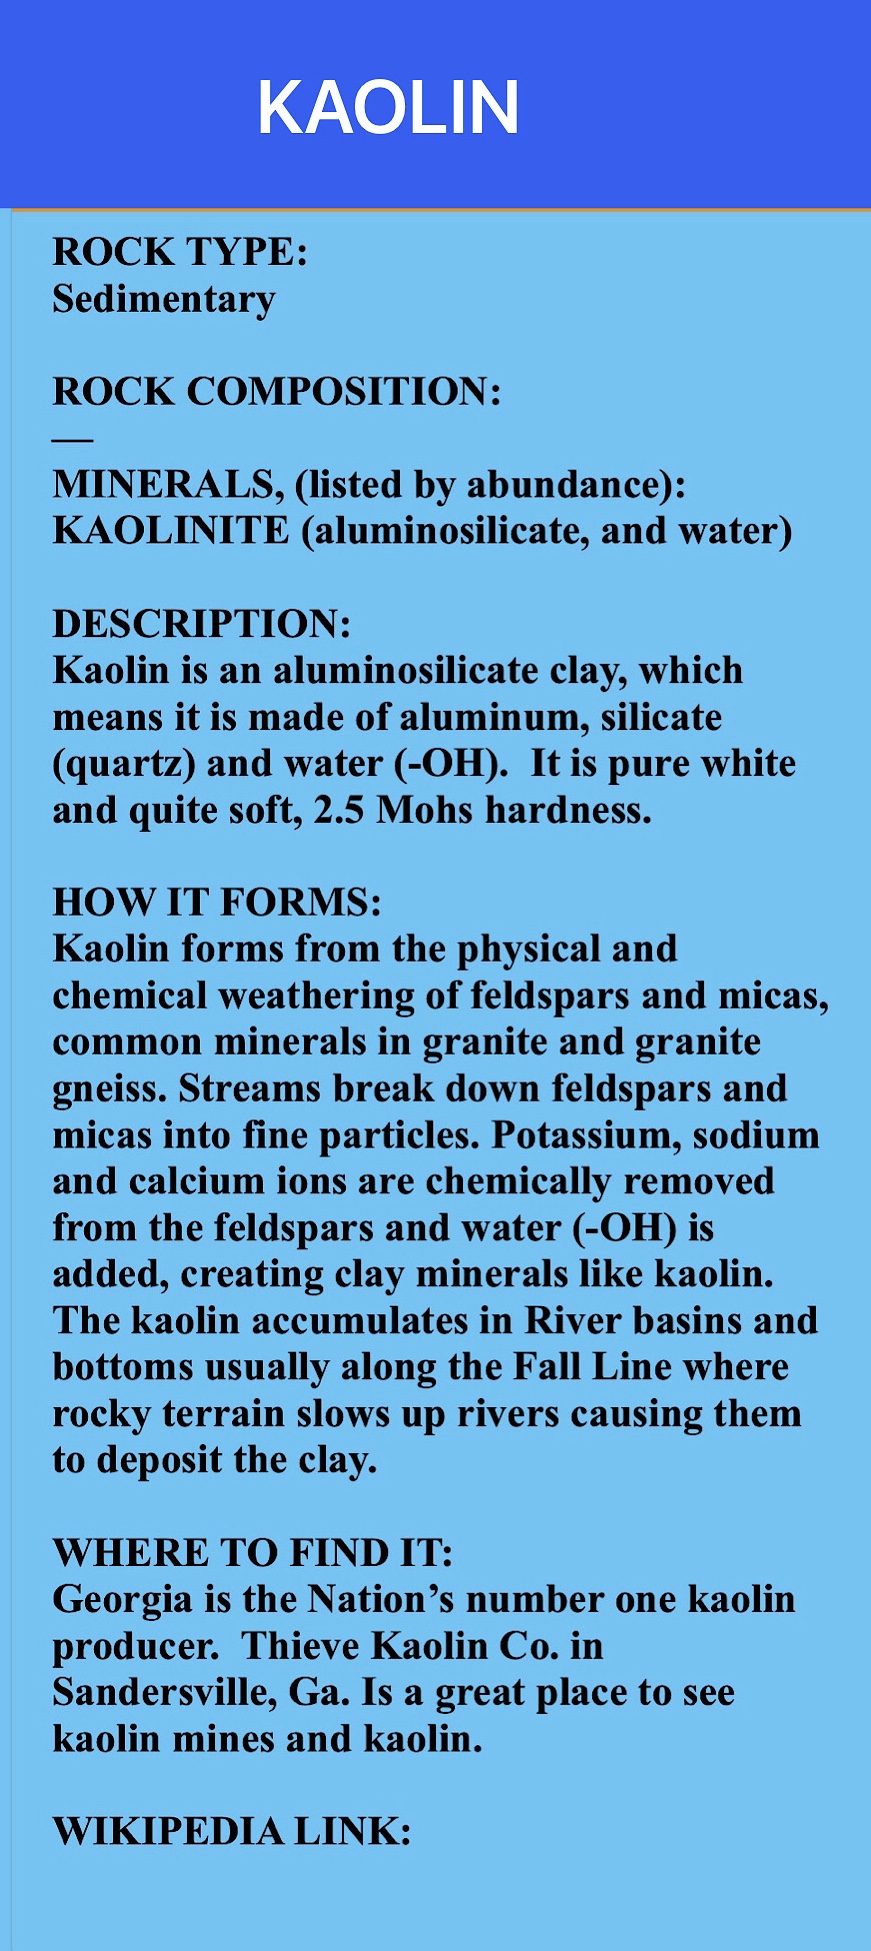 KAOLIN
ROCK TYPE:
Sedimentary
ROCK COMPOSITION:
—
MINERALS, (listed by abundance):
KAOLINITE (aluminosilicate, and water)
DESCRIPTION:
Kaolin is an aluminosilicate clay, which
means it is made of aluminum, silicate
(quartz) and water (-OH).  It is pure white
and quite soft, 2.5 Mohs hardness.
HOW IT FORMS:
Kaolin forms from the physical and
chemical weathering of feldspars and micas,
common minerals in granite and granite
gneiss. Streams break down feldspars and
micas into fine particles. Potassium, sodium
and calcium ions are chemically removed
from the feldspars and water (-OH) is
added, creating clay minerals like kaolin.
The kaolin accumulates in River basins and
bottoms usually along the Fall Line where
rocky terrain slows up rivers causing them
to deposit the clay.
WHERE TO FIND IT:
Georgia is the Nation’s number one kaolin
producer.  Thieve Kaolin Co. in
Sandersville, Ga. Is a great place to see
kaolin mines and kaolin.
WIKIPEDIA LINK: